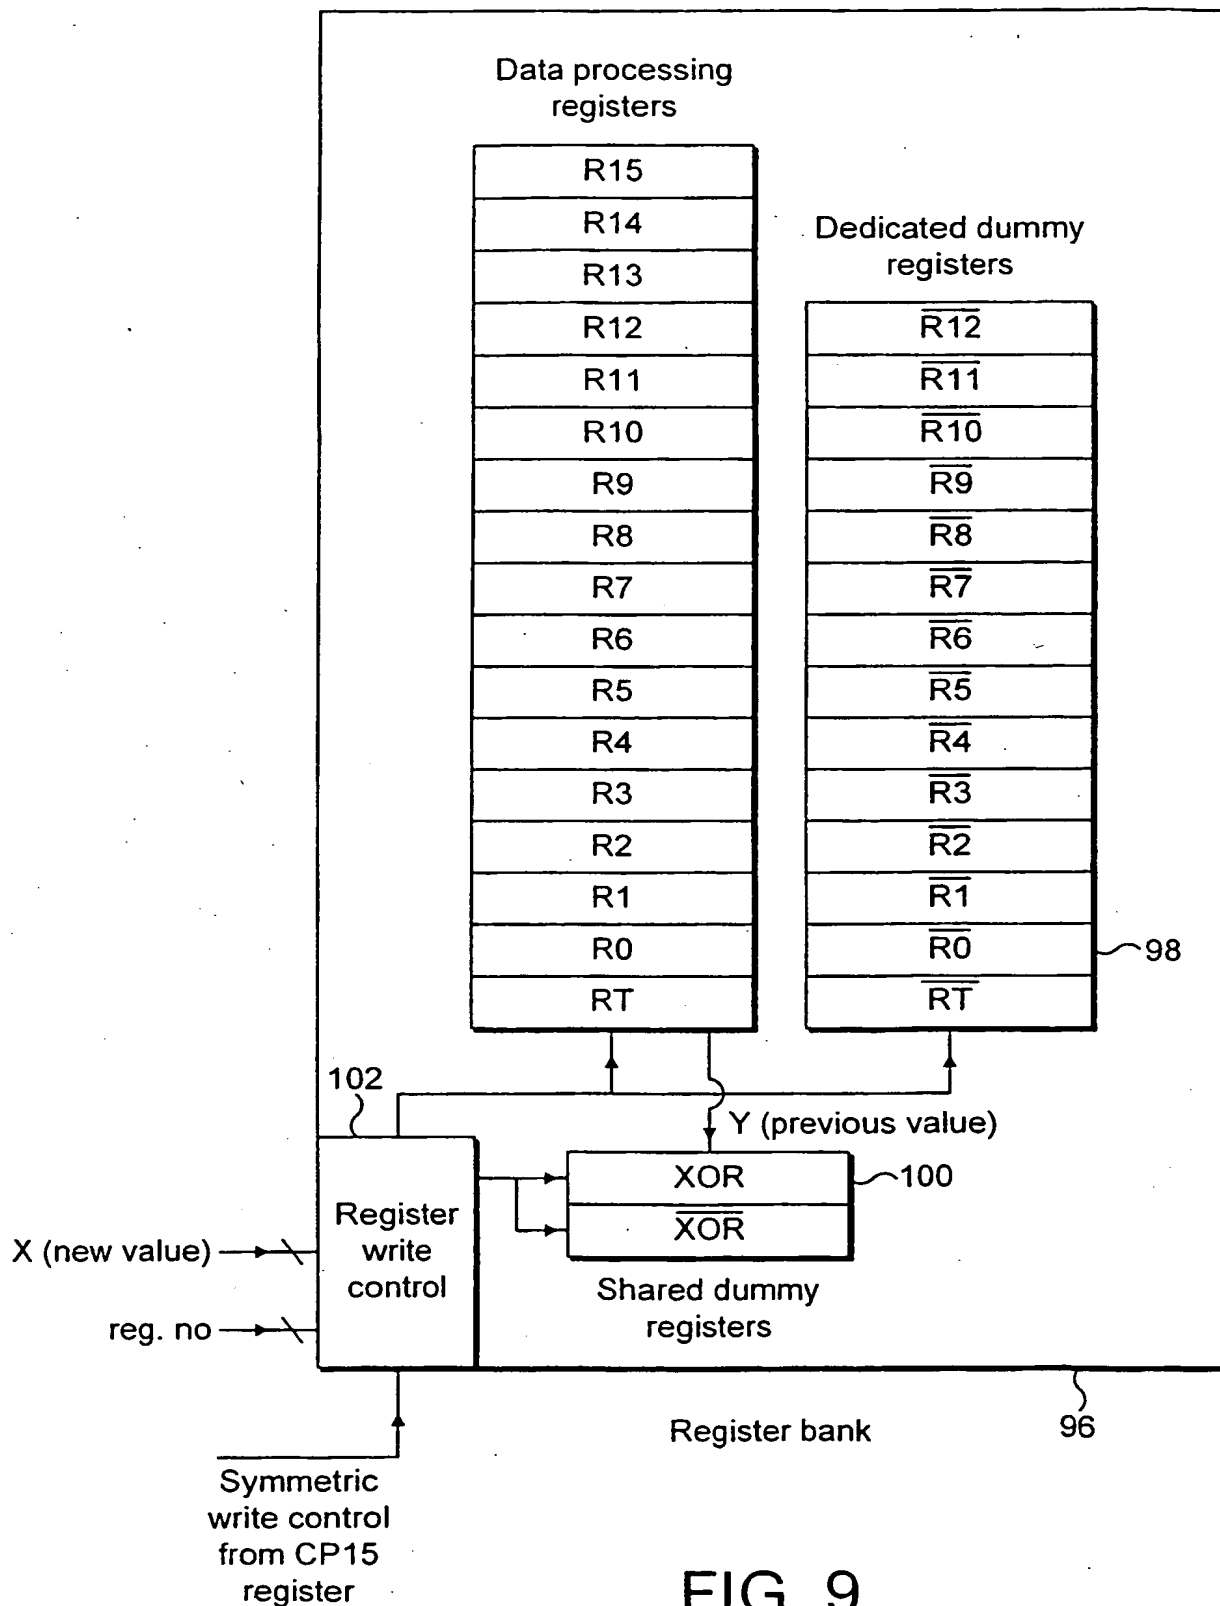 Data processing
registers
R15
R14
R13
R12
R11
R10
R9
R8
R7
R6
R5
R4
R3
R2
R1
R0
RT
Dedicated dummy
registers
R̅1̅2̅
R̅1̅1̅
R̅1̅0̅
R̅9̅
R̅8̅
R̅7̅
R̅6̅
R̅5̅
R̅4̅
R̅3̅
R̅2̅
R̅1̅
R̅0̅
R̅T̅
98
102
Y (previous value)
XOR
X̅O̅R̅
100
Shared dummy
registers
Register
write
control
X (new value)
reg. no
Register bank
96
Symmetric
write control
from CP15
register
FIG. 9